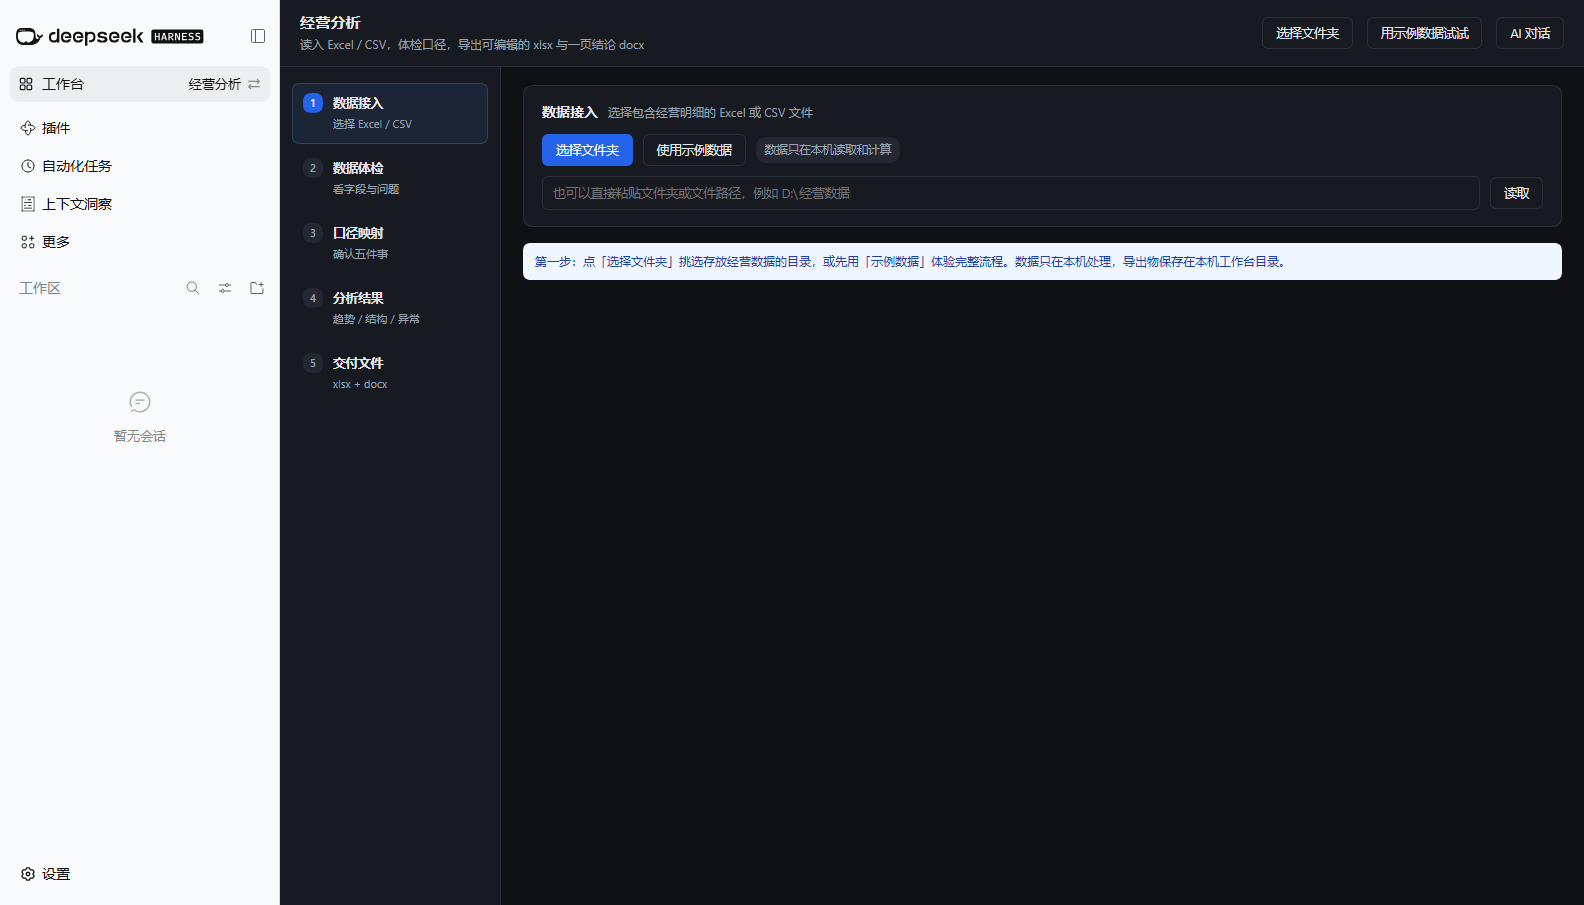 deepseek HARNESS
工作台 经营分析
插件
自动化任务
上下文洞察
更多
工作区
暂无会话
设置
经营分析
读入 Excel / CSV，体检口径，导出可编辑的 xlsx 与一页结论 docx
选择文件夹 用示例数据试试 AI 对话
1 数据接入
选择 Excel / CSV
2 数据体检
看字段与问题
3 口径映射
确认五件事
4 分析结果
趋势 / 结构 / 异常
5 交付文件
xlsx + docx
数据接入 选择包含经营明细的 Excel 或 CSV 文件
选择文件夹 使用示例数据 数据只在本机读取和计算
也可以直接粘贴文件夹或文件路径，例如 D:\经营数据 读取
第一步：点「选择文件夹」挑选存放经营数据的目录，或先用「示例数据」体验完整流程。数据只在本机处理，导出物保存在本机工作台目录。